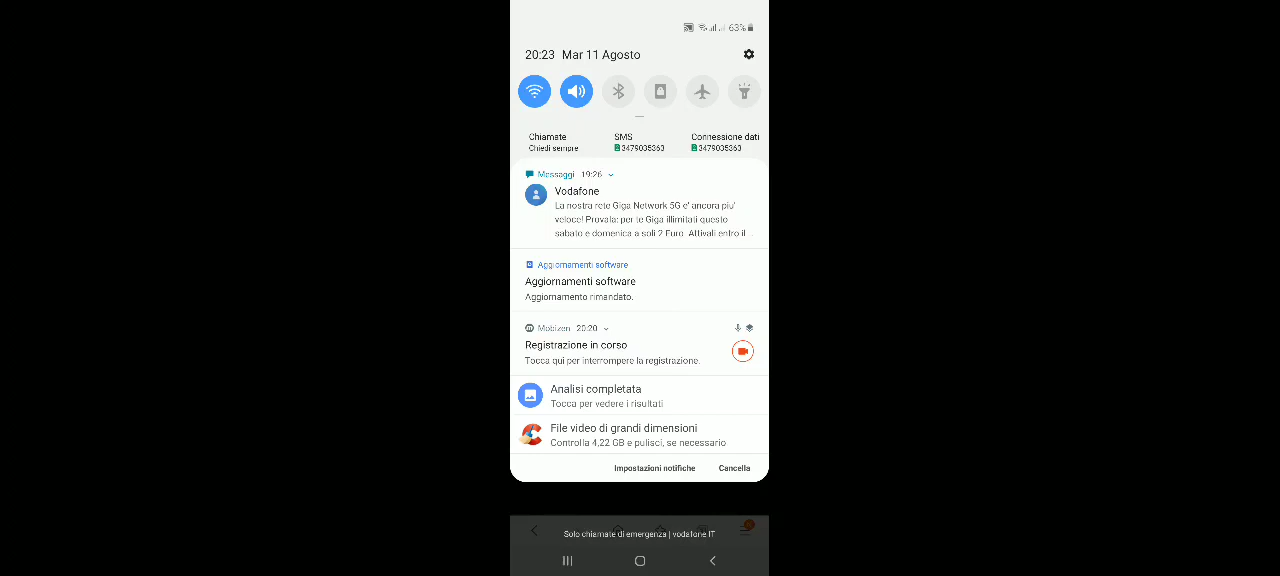 63%
20:23 Mar 11 Agosto
Chiamate SMS Connessione dati
Chiedi sempre 3479035363 3479035363
Messaggi 19:26
Vodafone
La nostra rete Giga Network 5G e' ancora piu'
veloce! Provala: per te Giga illimitati questo
sabato e domenica a soli 2 Euro. Attivali entro il ...
Aggiornamenti software
Aggiornamenti software
Aggiornamento rimandato.
Mobizen 20:20
Registrazione in corso
Tocca qui per interrompere la registrazione.
Analisi completata
Tocca per vedere i risultati
File video di grandi dimensioni
Controlla 4,22 GB e pulisci, se necessario
Impostazioni notifiche Cancella
Solo chiamate di emergenza | vodafone IT